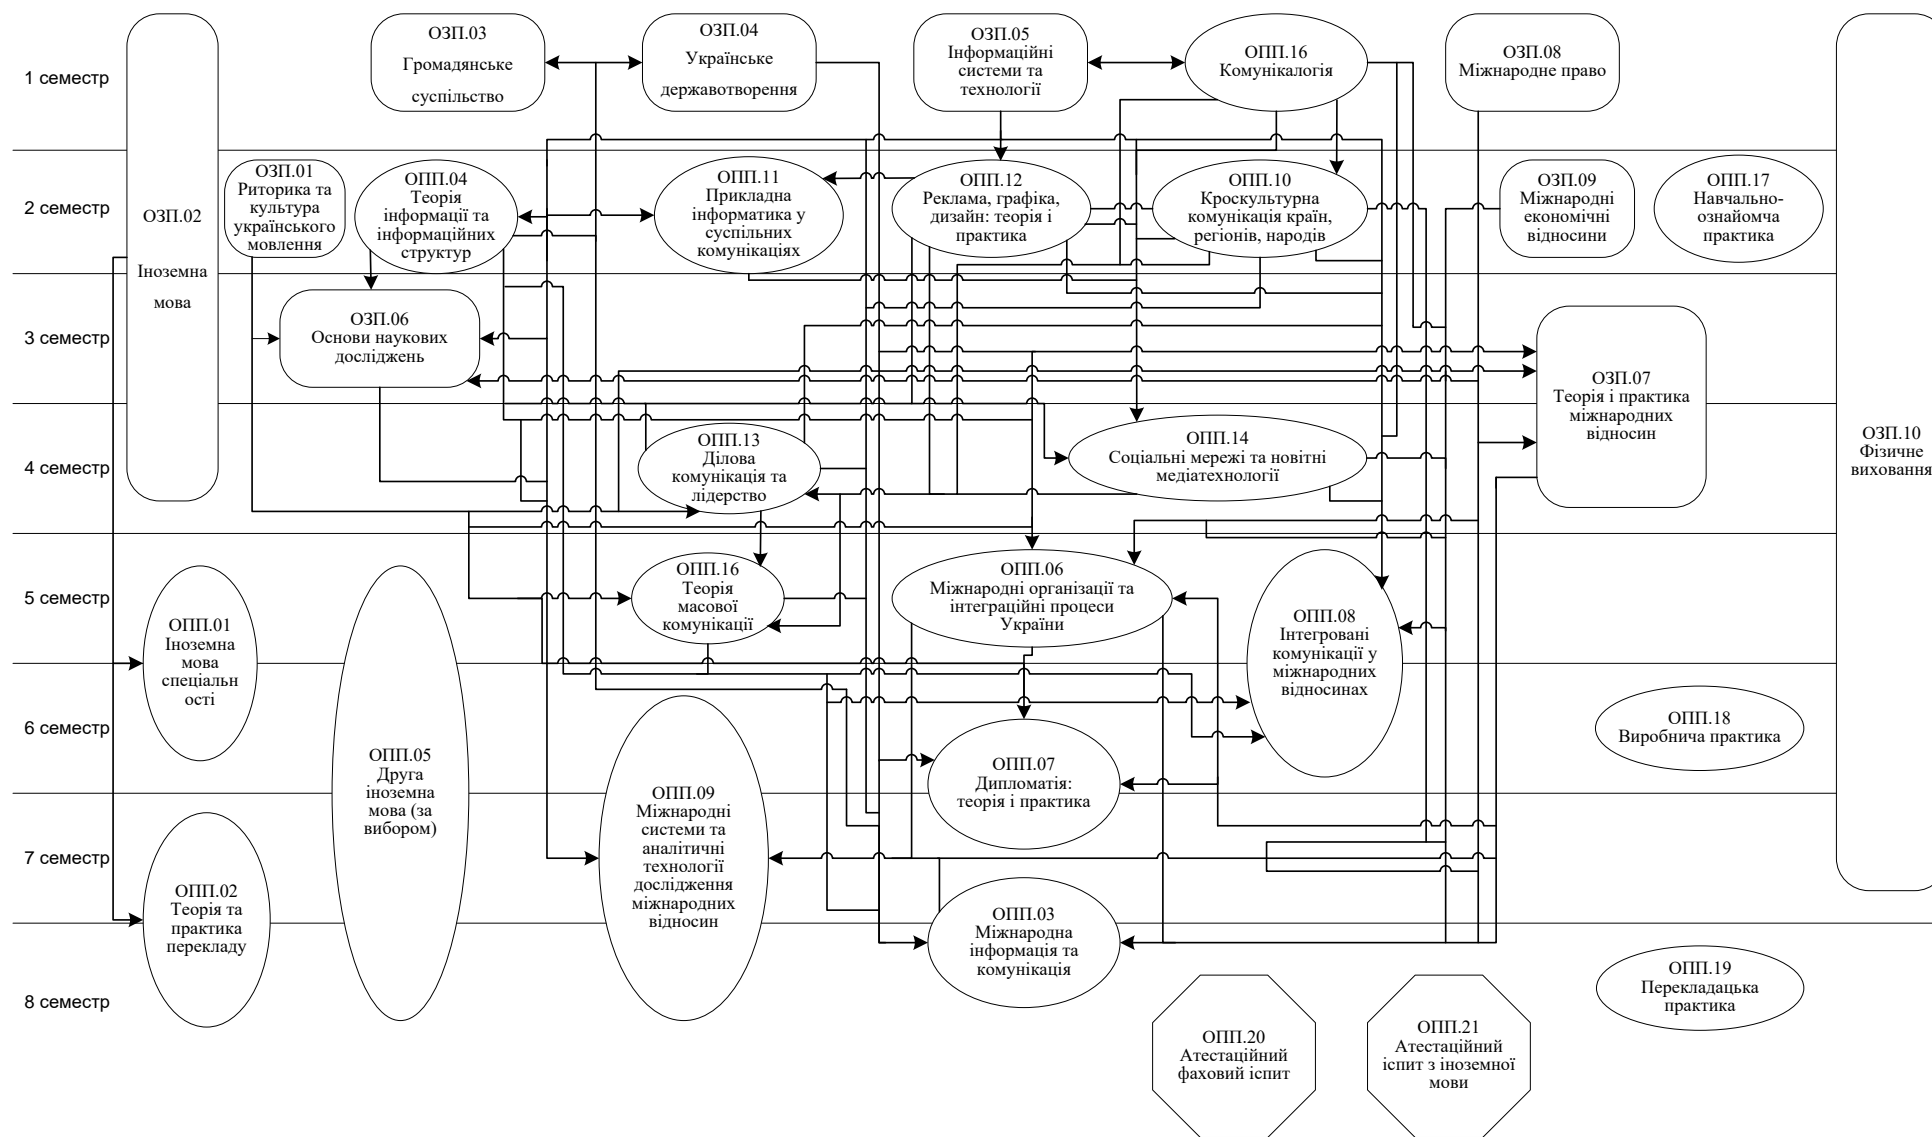 1 семестр
ОЗП.03
Громадянське
суспільство
ОЗП.04
Українське
державотворення
ОЗП.05
Інформаційні
системи та
технології
ОПП.16
Комунікалогія
ОЗП.08
Міжнародне право
2 семестр
ОЗП.02
Іноземна
мова
ОЗП.01
Риторика та
культура
українського
мовлення
ОПП.04
Теорія
інформації та
інформаційних
структур
ОПП.11
Прикладна
інформатика у
суспільних
комунікаціях
ОПП.12
Реклама, графіка,
дизайн: теорія і
практика
ОПП.10
Кроскультурна
комунікація країн,
регіонів, народів
ОЗП.09
Міжнародні
економічні
відносини
ОПП.17
Навчально-
ознайомча
практика
3 семестр
ОЗП.06
Основи наукових
досліджень
ОЗП.07
Теорія і практика
міжнародних
відносин
4 семестр
ОПП.13
Ділова
комунікація та
лідерство
ОПП.14
Соціальні мережі та новітні
медіатехнології
ОЗП.10
Фізичне
виховання
5 семестр
ОПП.01
Іноземна
мова
спеціальн
ості
ОПП.16
Теорія
масової
комунікації
ОПП.06
Міжнародні організації та
інтеграційні процеси
України
ОПП.08
Інтегровані
комунікації у
міжнародних
відносинах
6 семестр
ОПП.05
Друга
іноземна
мова (за
вибором)
ОПП.07
Дипломатія:
теорія і практика
ОПП.18
Виробнича практика
7 семестр
ОПП.02
Теорія та
практика
перекладу
ОПП.09
Міжнародні
системи та
аналітичні
технології
дослідження
міжнародних
відносин
ОПП.03
Міжнародна
інформація та
комунікація
8 семестр
ОПП.19
Перекладацька
практика
ОПП.20
Атестаційний
фаховий іспит
ОПП.21
Атестаційний
іспит з іноземної
мови